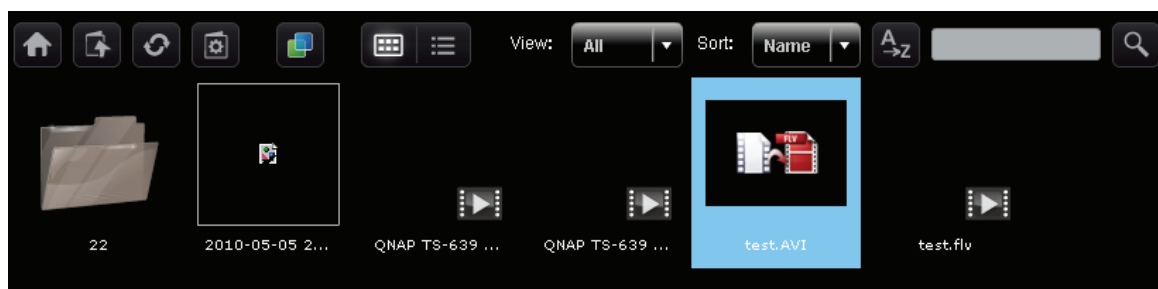 View: All Sort: Name A→Z
FLV
22 2010-05-05 2... QNAP TS-639 ... QNAP TS-639 ... test.AVI test.flv